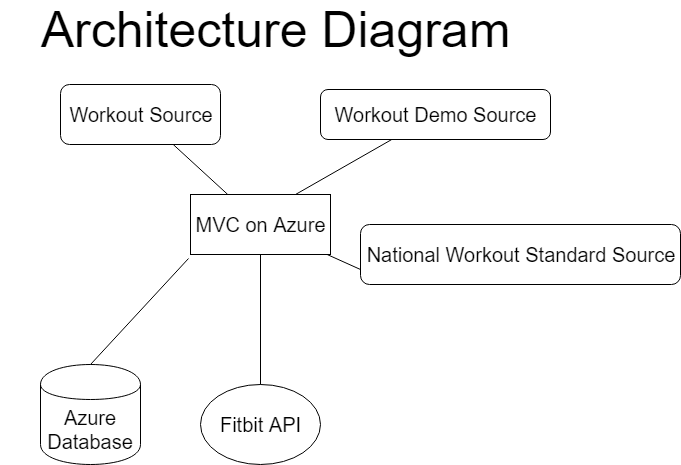 Architecture Diagram
Workout Source
Workout Demo Source
MVC on Azure
National Workout Standard Source
Azure
Database
Fitbit API